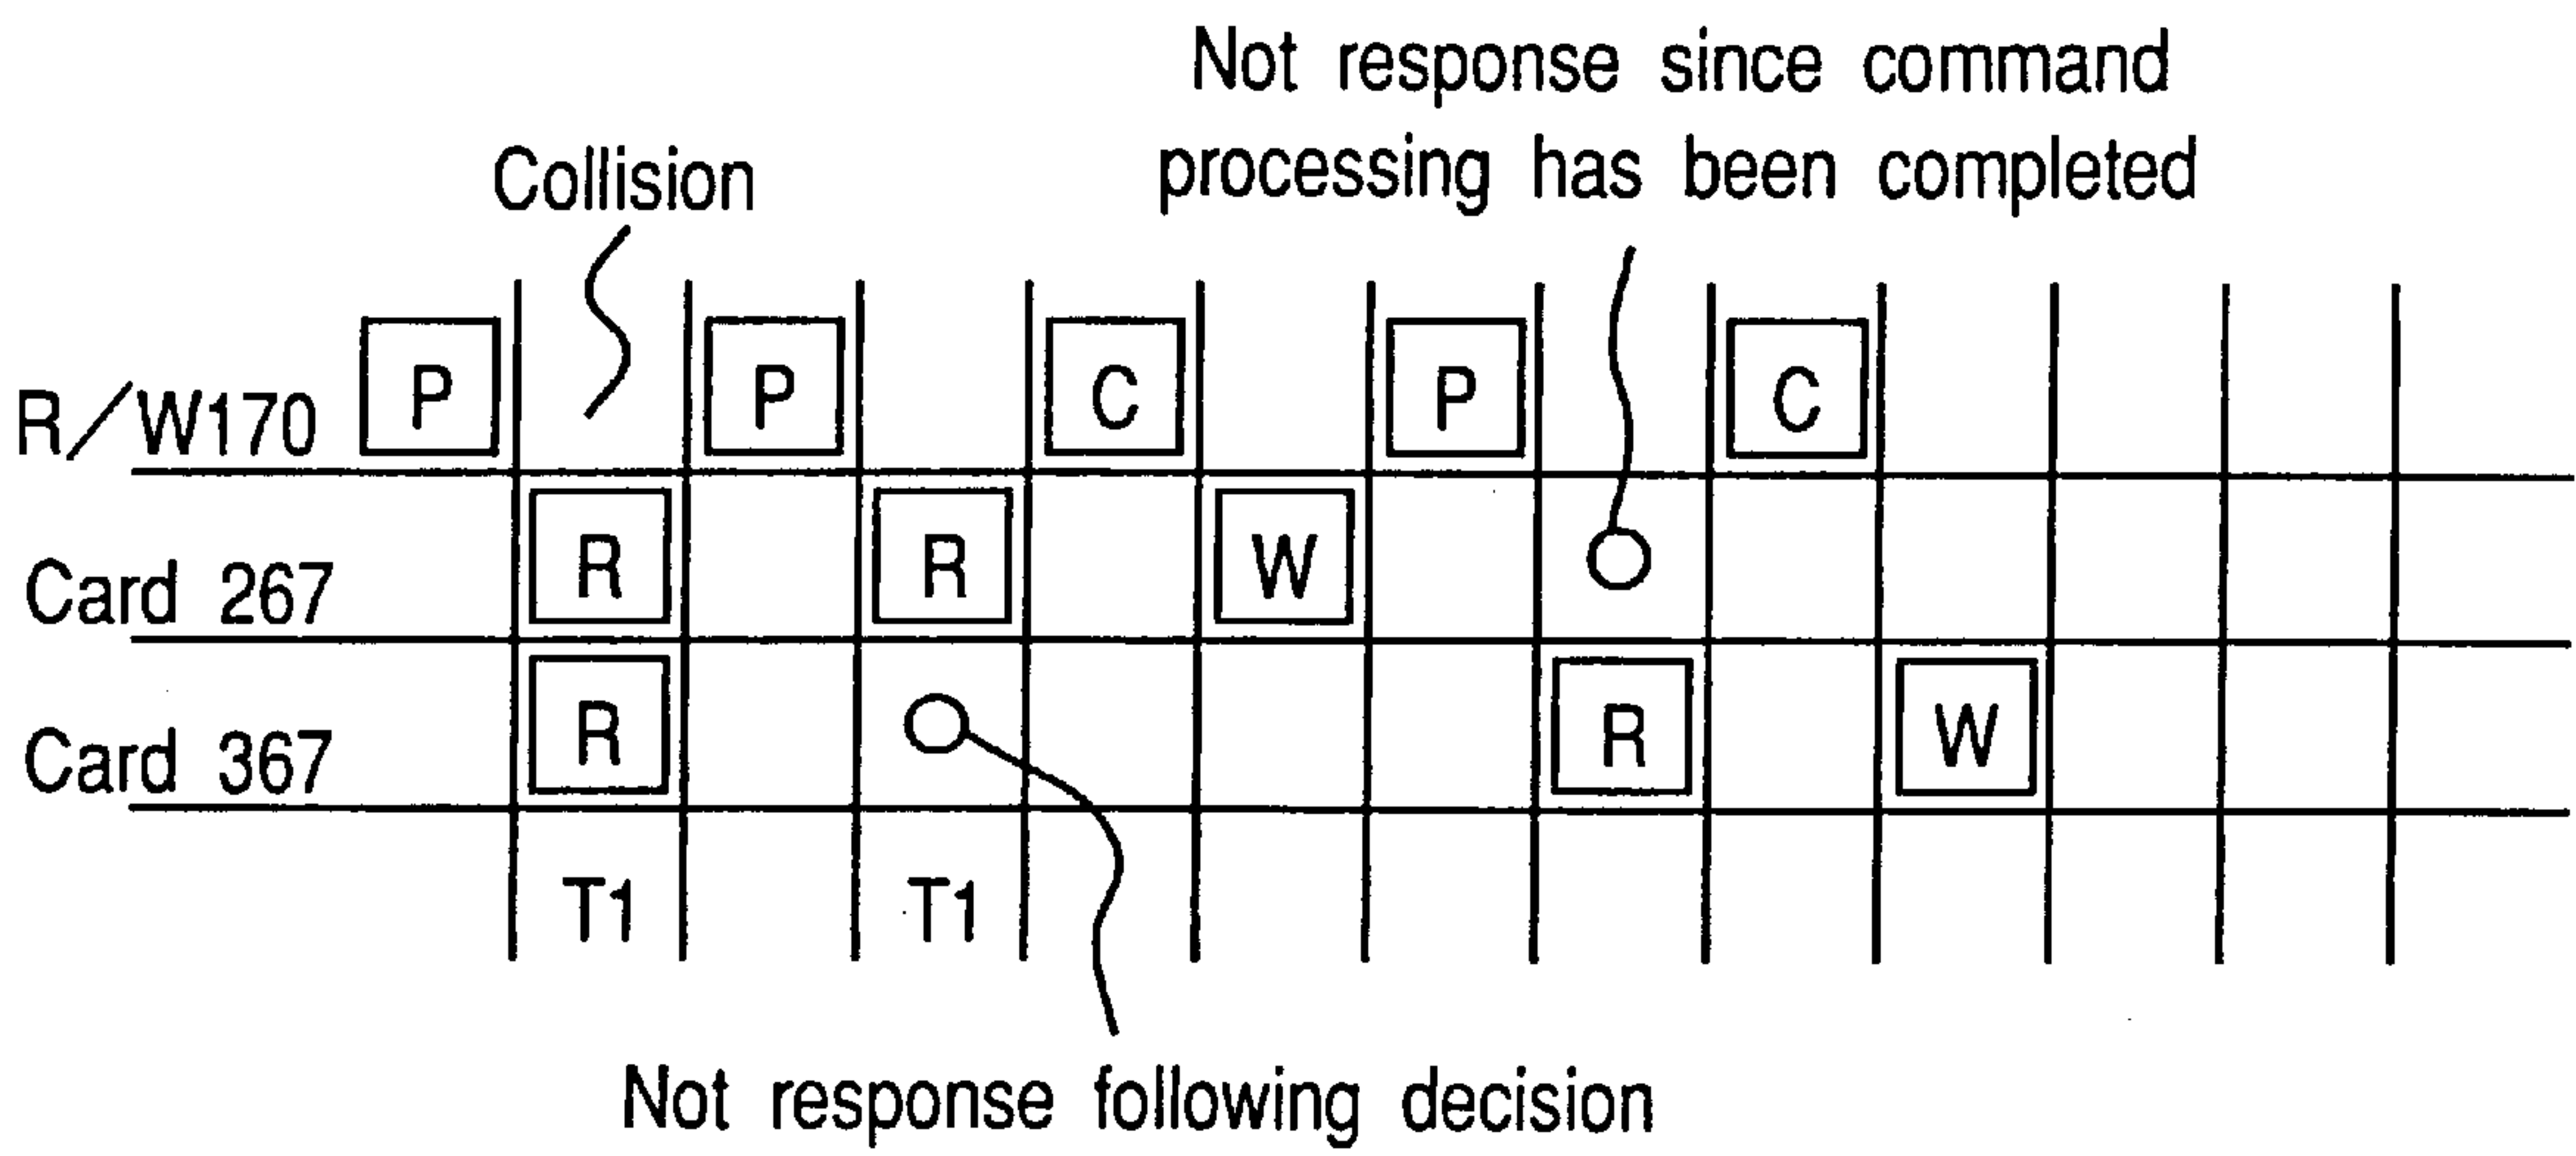 Not response since command
processing has been completed
Collision
R/W170 P P C P C
Card 267 R R W
Card 367 R R W
T1 T1
Not response following decision